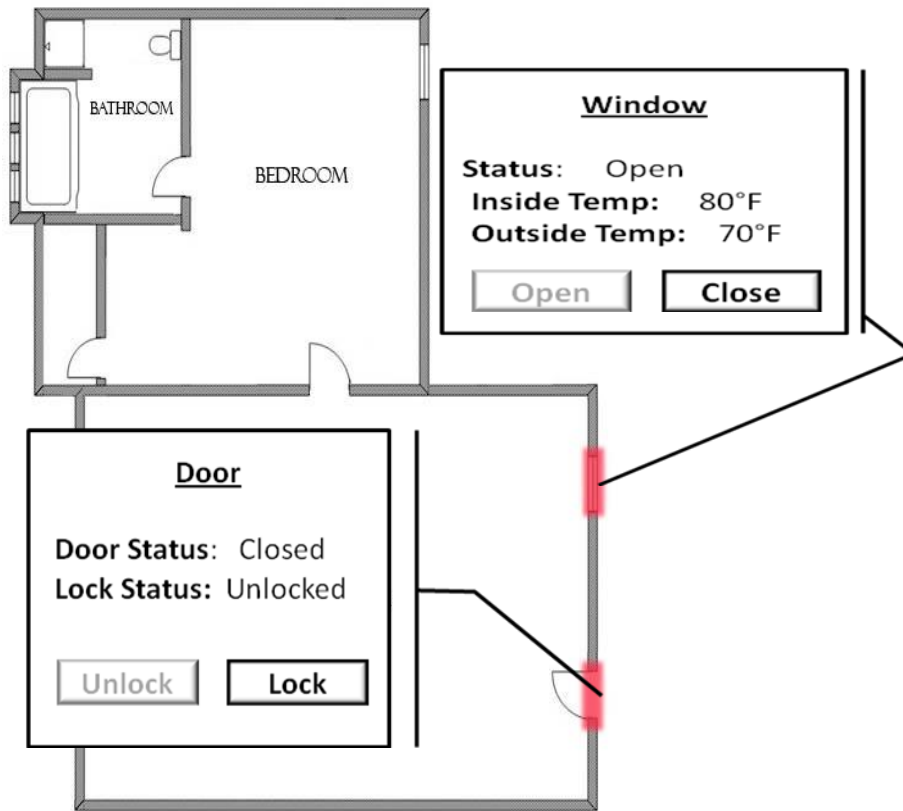 BATHROOM
BEDROOM
Window
Status: Open
Inside Temp: 80°F
Outside Temp: 70°F
Open Close
Door
Door Status: Closed
Lock Status: Unlocked
Unlock Lock